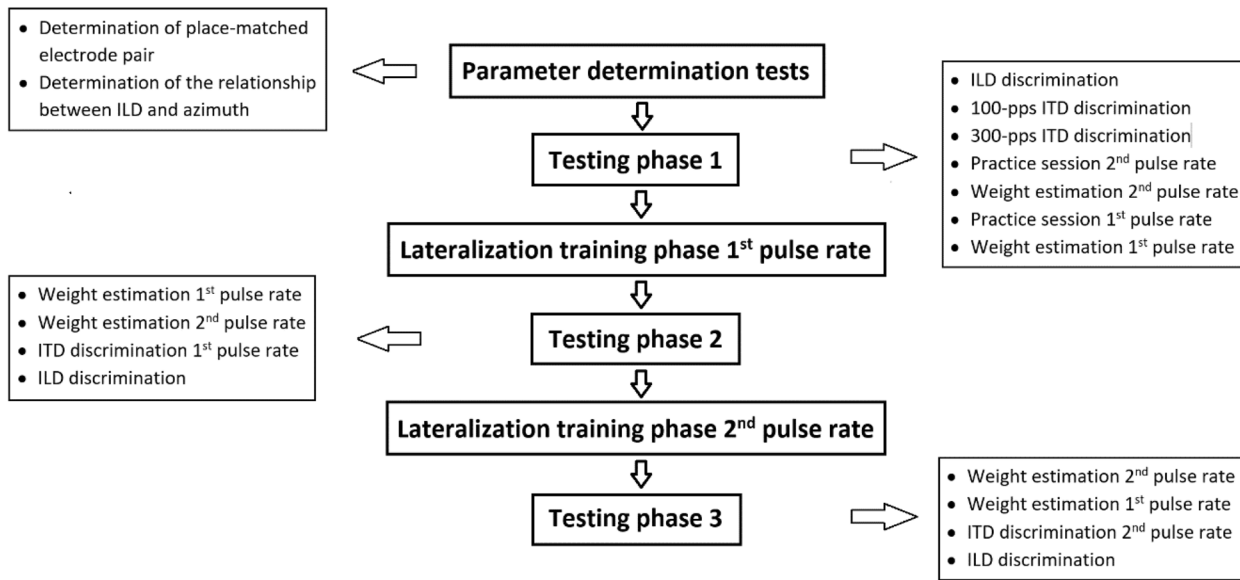 • Determination of place-matched
electrode pair
• Determination of the relationship
between ILD and azimuth
Parameter determination tests
Testing phase 1
• ILD discrimination
• 100-pps ITD discrimination
• 300-pps ITD discrimination
• Practice session 2nd pulse rate
• Weight estimation 2nd pulse rate
• Practice session 1st pulse rate
• Weight estimation 1st pulse rate
Lateralization training phase 1st pulse rate
• Weight estimation 1st pulse rate
• Weight estimation 2nd pulse rate
• ITD discrimination 1st pulse rate
• ILD discrimination
Testing phase 2
Lateralization training phase 2nd pulse rate
Testing phase 3
• Weight estimation 2nd pulse rate
• Weight estimation 1st pulse rate
• ITD discrimination 2nd pulse rate
• ILD discrimination